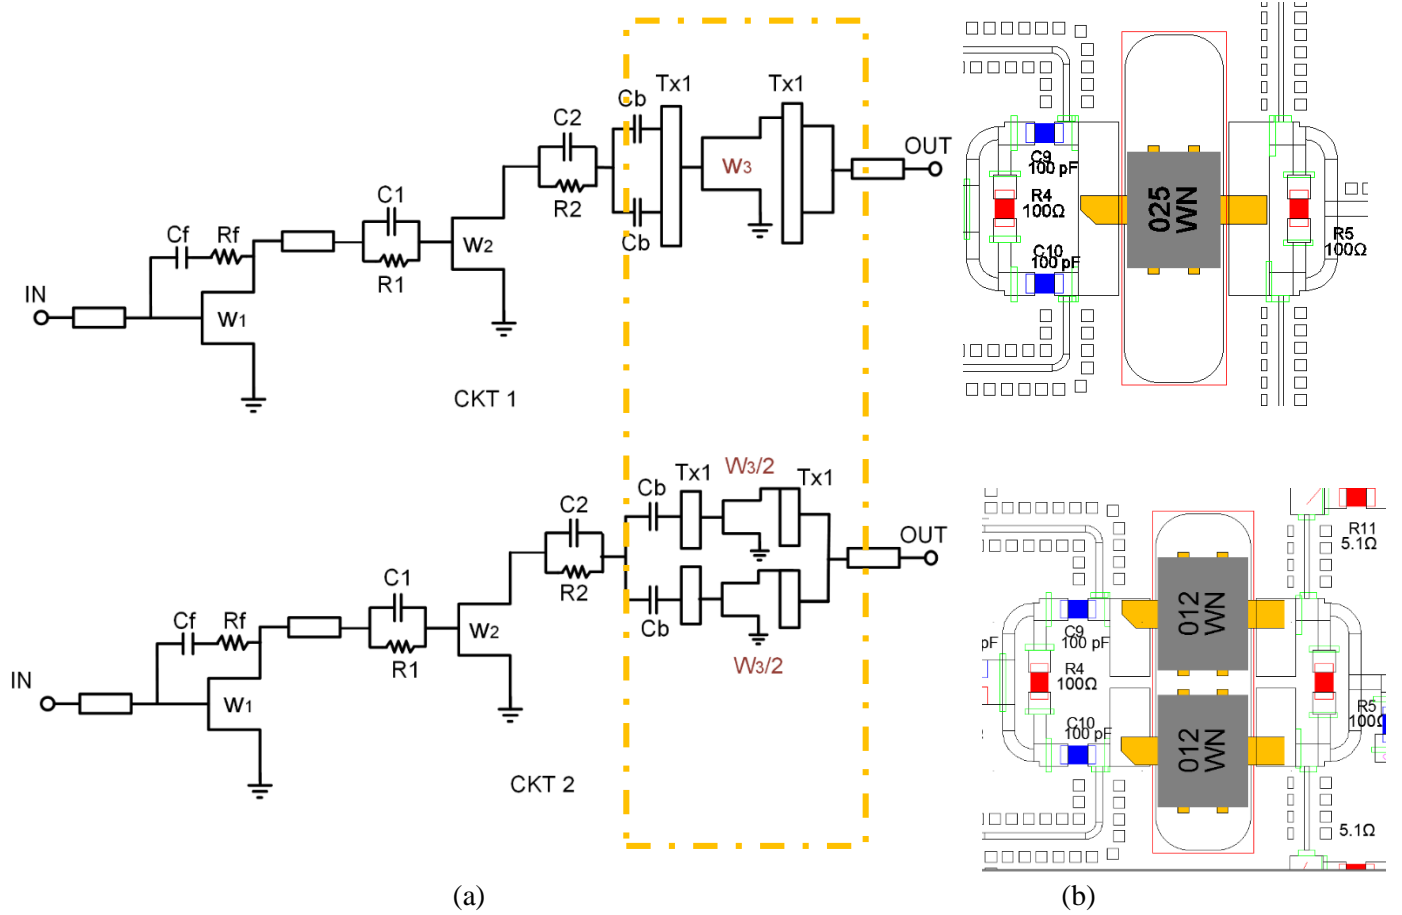 Tx1
Tx1
Cb
C2
OUT
W3
R2
Cb
C1
Cf
Rf
W2
R1
IN
W1
CKT 1
W3/2
Tx1
Tx1
Cb
C2
OUT
R2
C1
Cb
Cf
Rf
W2
W3/2
R1
IN
W1
CKT 2
(a)
C9
100 pF
R4
100Ω
025
WN
C10
100 pF
R5
100Ω
R11
5.1Ω
012
WN
C9
100 pF
pF
R4
100Ω
R5
100Ω
C10
100 pF
012
WN
5.1Ω
(b)